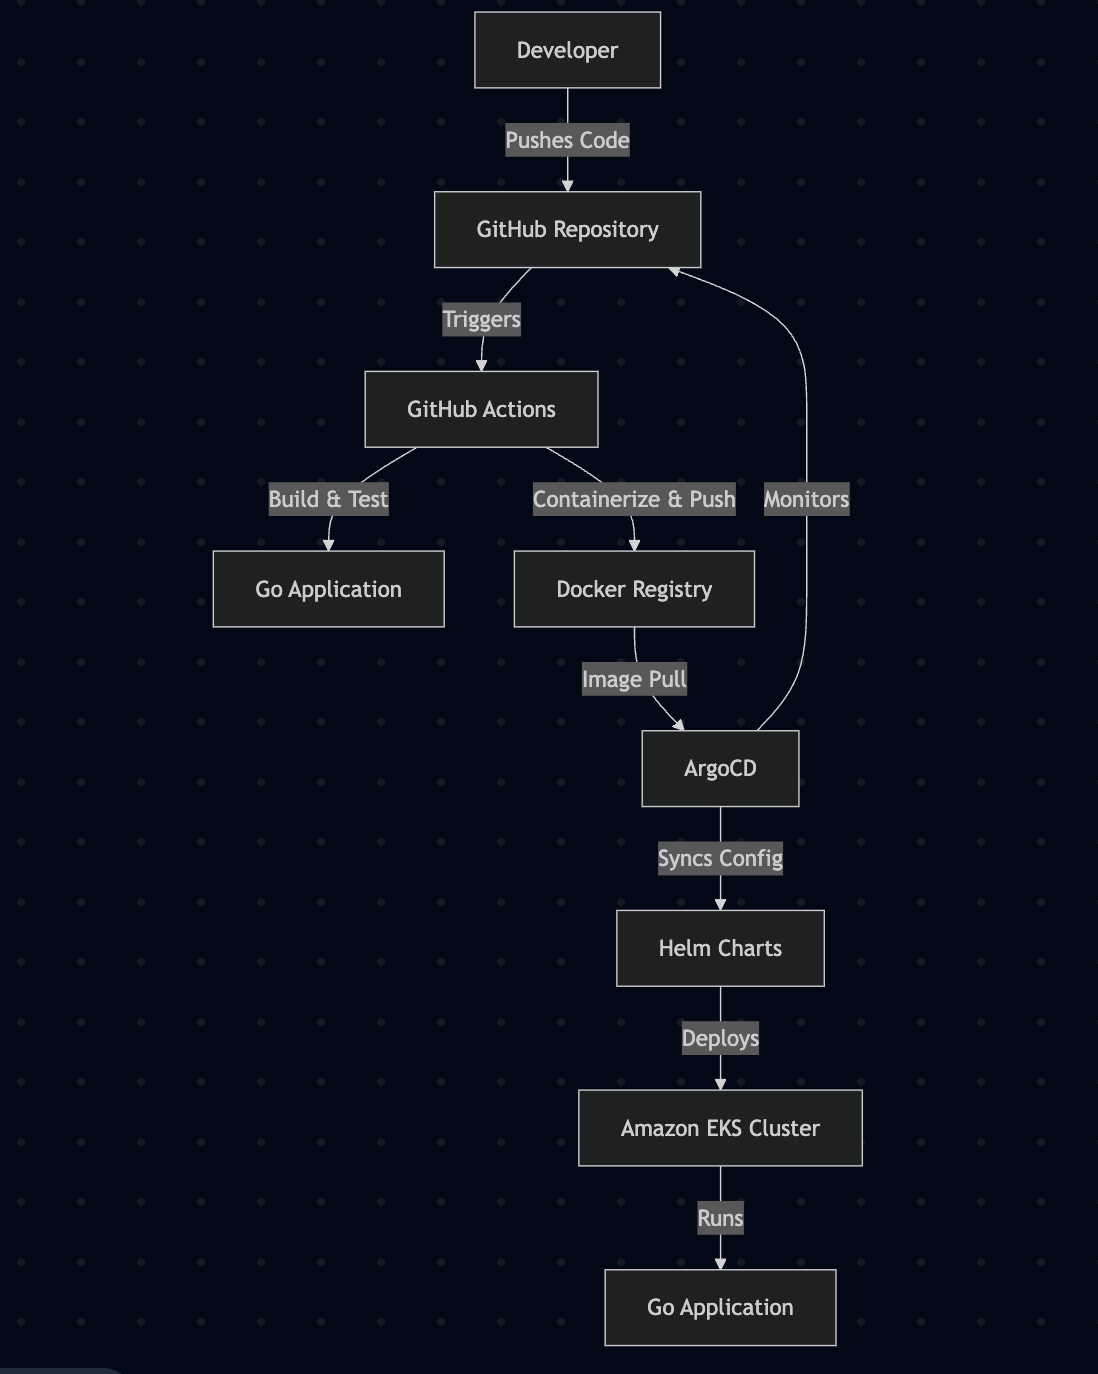 Developer
Pushes Code
GitHub Repository
Triggers
GitHub Actions
Build & Test
Containerize & Push
Monitors
Go Application
Docker Registry
Image Pull
ArgoCD
Syncs Config
Helm Charts
Deploys
Amazon EKS Cluster
Runs
Go Application